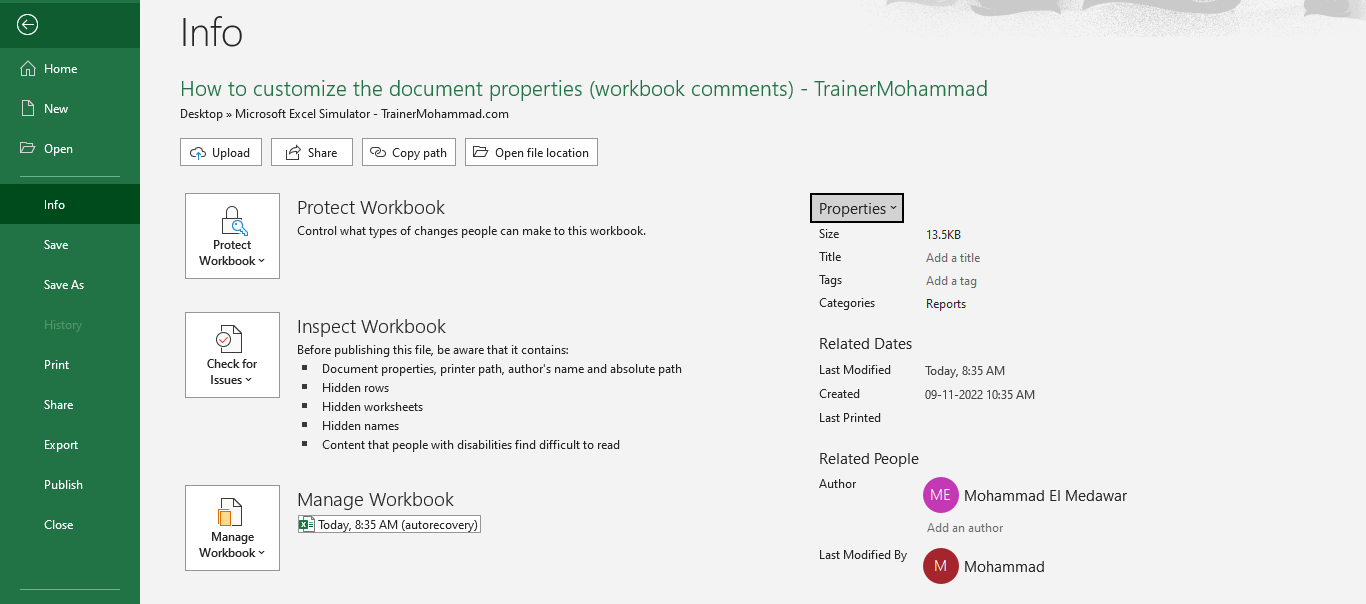 Info
Home
New
Open
Info
Save
Save As
History
Print
Share
Export
Publish
Close
How to customize the document properties (workbook comments) - TrainerMohammad
Desktop » Microsoft Excel Simulator - TrainerMohammad.com
Upload
Share
Copy path
Open file location
Protect
Workbook
Protect Workbook
Control what types of changes people can make to this workbook.
Check for
Issues
Inspect Workbook
Before publishing this file, be aware that it contains:
Document properties, printer path, author's name and absolute path
Hidden rows
Hidden worksheets
Hidden names
Content that people with disabilities find difficult to read
Manage
Workbook
Manage Workbook
Today, 8:35 AM (autorecovery)
Properties
Size 13.5KB
Title Add a title
Tags Add a tag
Categories Reports
Related Dates
Last Modified Today, 8:35 AM
Created 09-11-2022 10:35 AM
Last Printed
Related People
Author ME Mohammad El Medawar
Add an author
Last Modified By M Mohammad